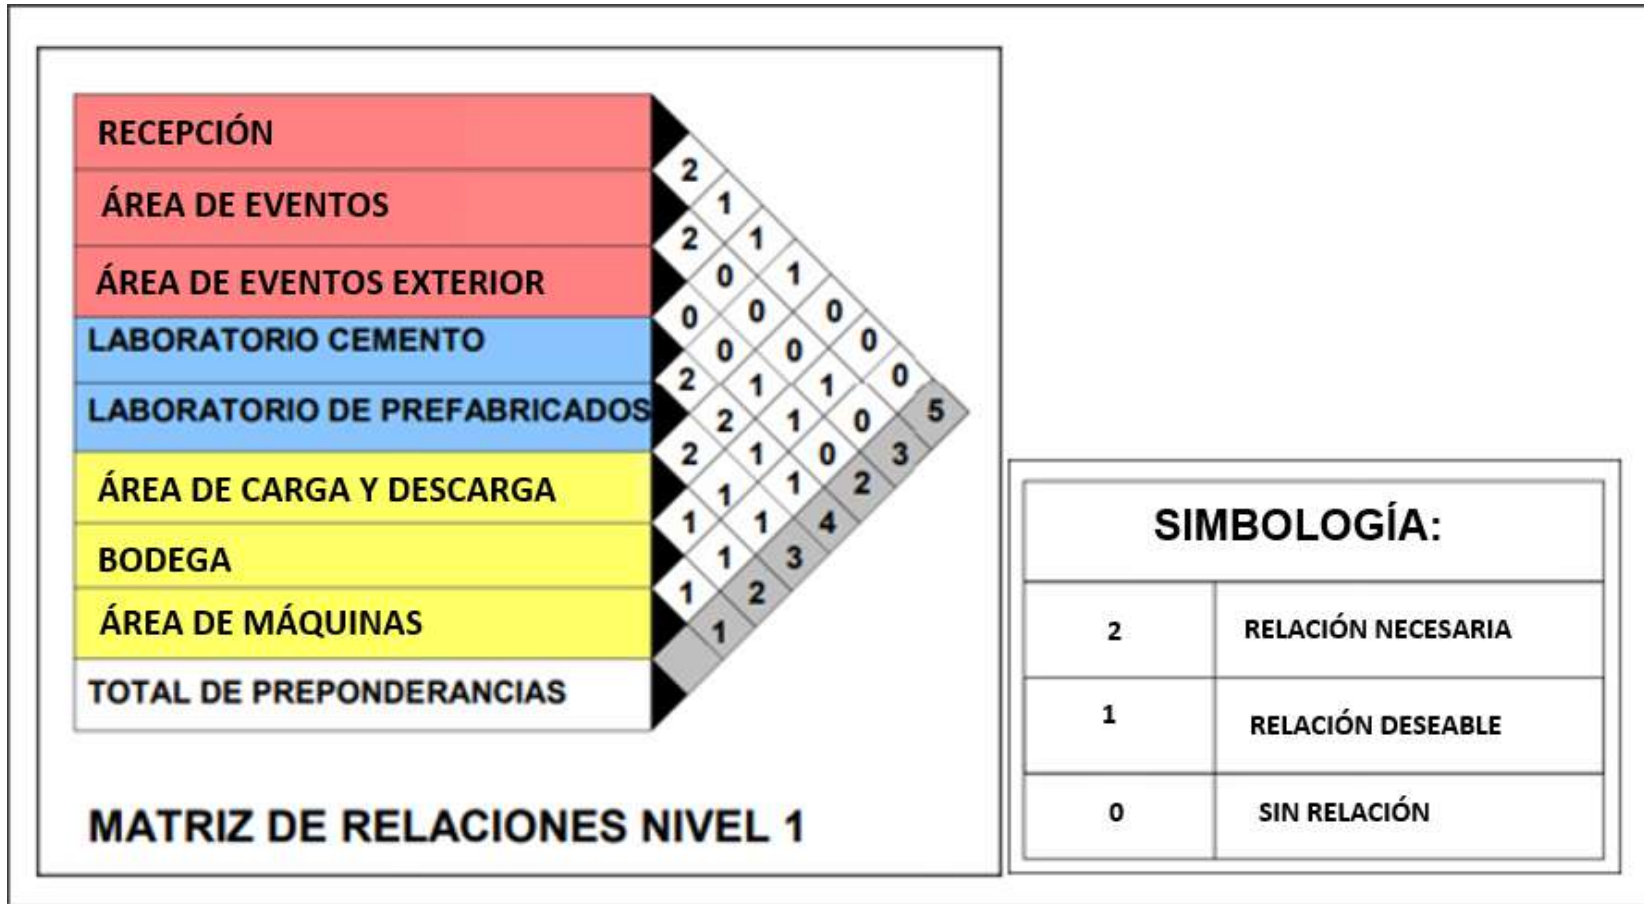 RECEPCIÓN
ÁREA DE EVENTOS
ÁREA DE EVENTOS EXTERIOR
LABORATORIO CEMENTO
LABORATORIO DE PREFABRICADOS
ÁREA DE CARGA Y DESCARGA
BODEGA
ÁREA DE MÁQUINAS
TOTAL DE PREPONDERANCIAS
2
1
2 1
0 1
0 0 0
0 0 0
2 1 1 0
2 1 0 5
2 1 0 3
1 1 2
1 1 4
1 3
1 2
1
MATRIZ DE RELACIONES NIVEL 1
SIMBOLOGÍA:
2 RELACIÓN NECESARIA
1 RELACIÓN DESEABLE
0 SIN RELACIÓN